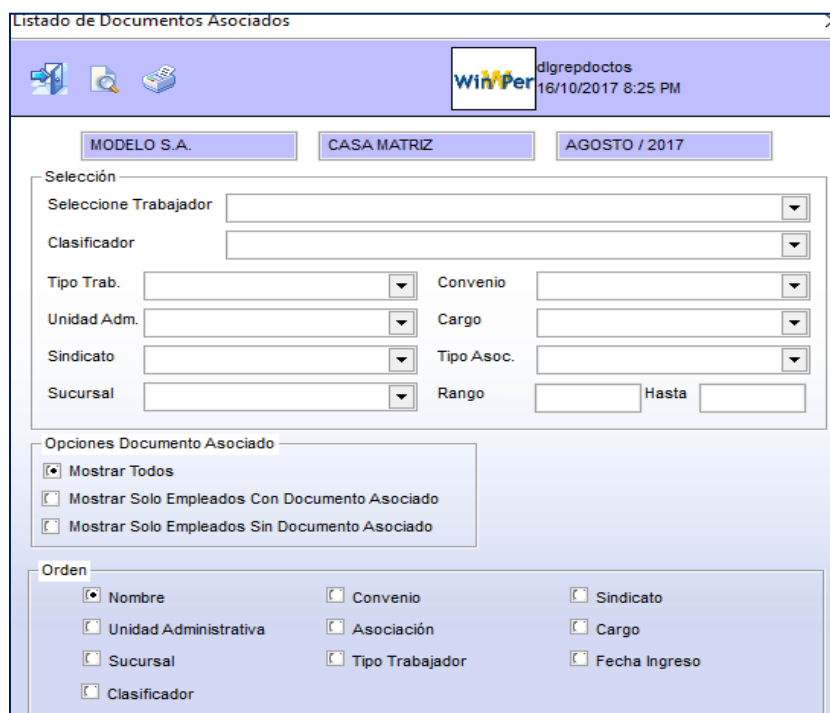 Listado de Documentos Asociados
WinPer
dlgrepdoctos
16/10/2017 8:25 PM
MODELO S.A. CASA MATRIZ AGOSTO / 2017
Selección
Seleccione Trabajador
Clasificador
Tipo Trab. Convenio
Unidad Adm. Cargo
Sindicato Tipo Asoc.
Sucursal Rango Hasta
Opciones Documento Asociado
Mostrar Todos
Mostrar Solo Empleados Con Documento Asociado
Mostrar Solo Empleados Sin Documento Asociado
Orden
Nombre Convenio Sindicato
Unidad Administrativa Asociación Cargo
Sucursal Tipo Trabajador Fecha Ingreso
Clasificador